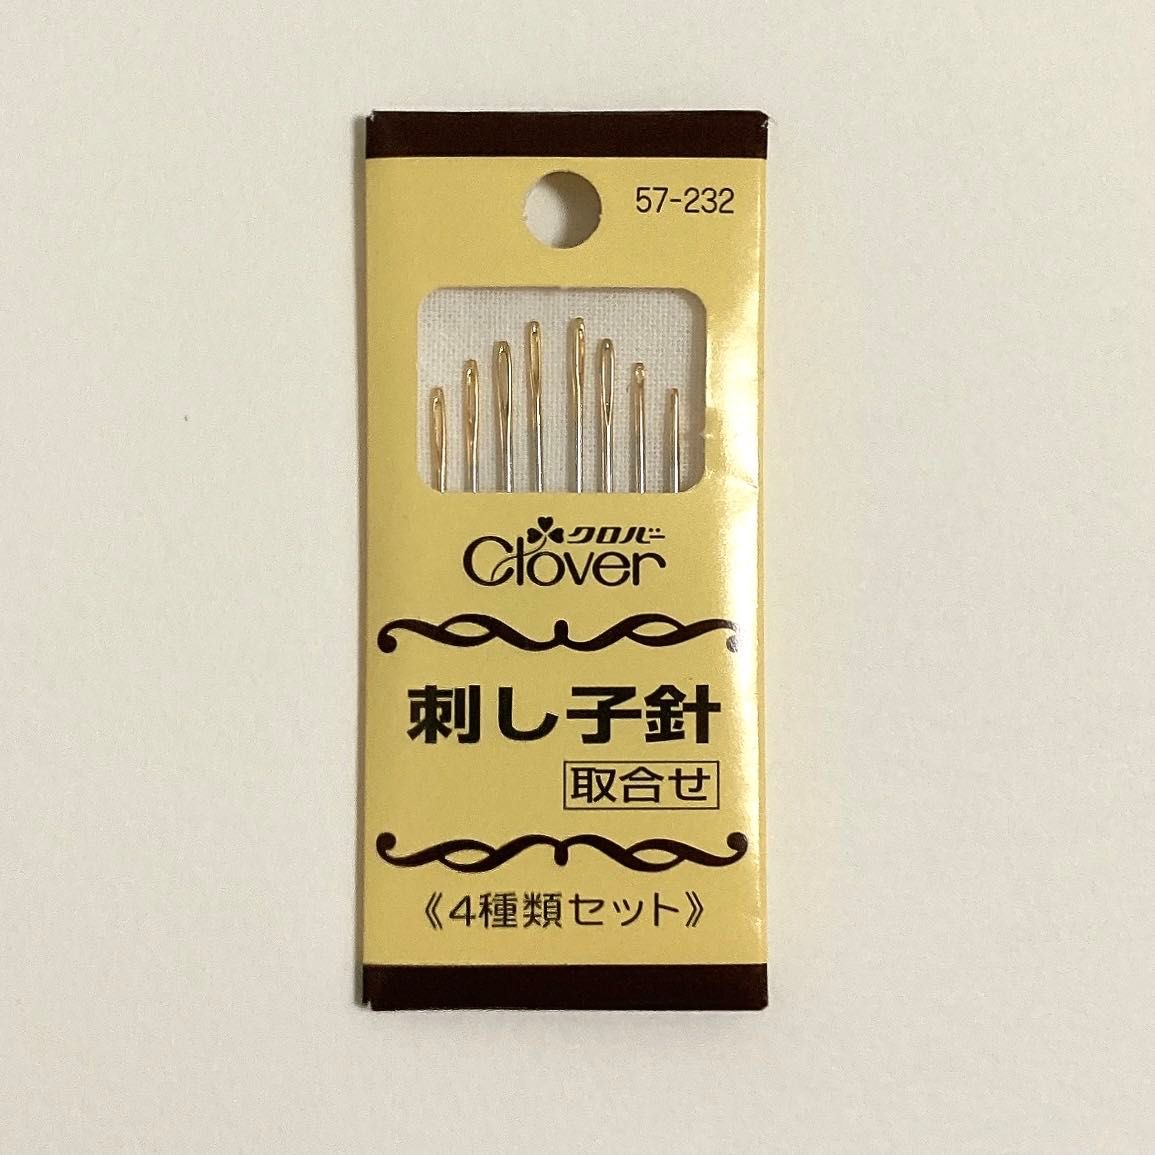 57-232
クロバー
Clover
刺し子針
取合せ
《4種類セット》